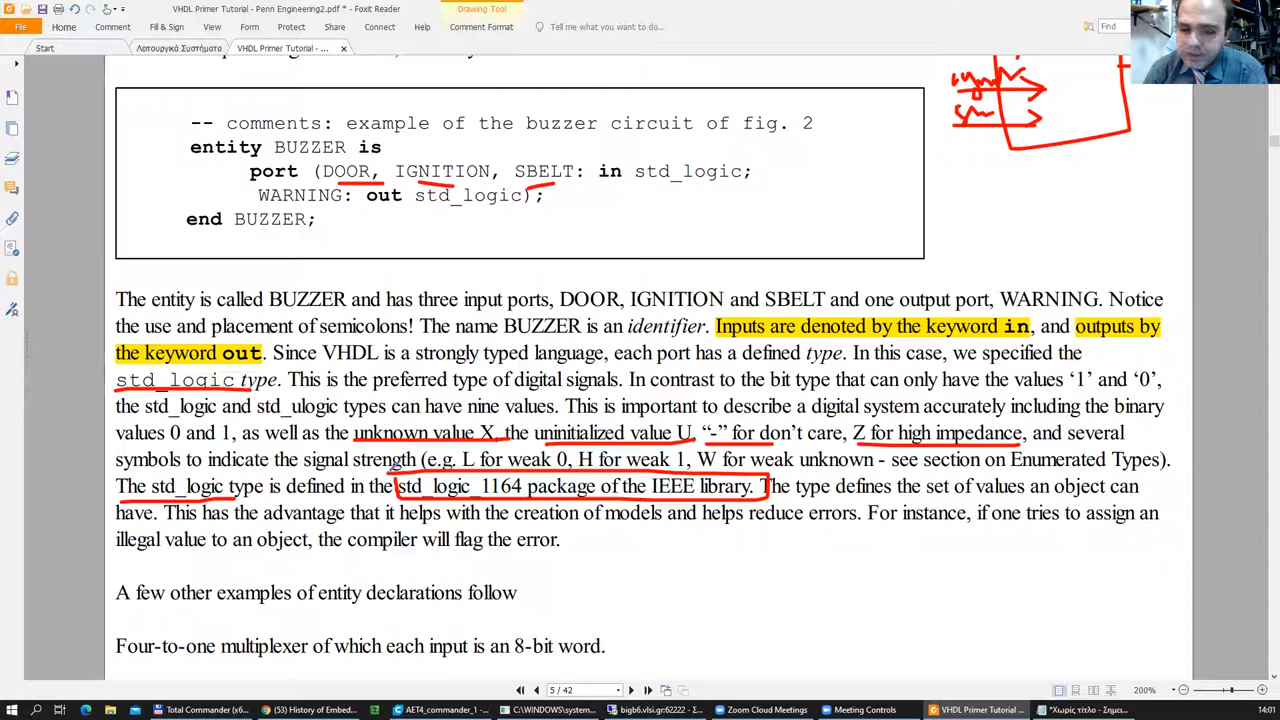 VHDL Primer Tutorial - Penn Engineering2.pdf * - Foxit Reader
Drawing Tool
File Home Comment Fill & Sign View Form Protect Share Connect Help Comment Format Tell me what you want to do... Find
Start Λειτουργικά Συστήματα VHDL Primer Tutorial - ...
-- comments: example of the buzzer circuit of fig. 2
entity BUZZER is
port (DOOR, IGNITION, SBELT: in std_logic;
WARNING: out std_logic);
end BUZZER;
The entity is called BUZZER and has three input ports, DOOR, IGNITION and SBELT and one output port, WARNING. Notice
the use and placement of semicolons! The name BUZZER is an identifier. Inputs are denoted by the keyword in, and outputs by
the keyword out. Since VHDL is a strongly typed language, each port has a defined type. In this case, we specified the
std_logic type. This is the preferred type of digital signals. In contrast to the bit type that can only have the values ‘1’ and ‘0’,
the std_logic and std_ulogic types can have nine values. This is important to describe a digital system accurately including the binary
values 0 and 1, as well as the unknown value X, the uninitialized value U, “-” for don’t care, Z for high impedance, and several
symbols to indicate the signal strength (e.g. L for weak 0, H for weak 1, W for weak unknown - see section on Enumerated Types).
The std_logic type is defined in the std_logic_1164 package of the IEEE library. The type defines the set of values an object can
have. This has the advantage that it helps with the creation of models and helps reduce errors. For instance, if one tries to assign an
illegal value to an object, the compiler will flag the error.
A few other examples of entity declarations follow
Four-to-one multiplexer of which each input is an 8-bit word.
5 / 42 200%
Total Commander (x6... (3) History of Embed... AET4_commander_1 - ... C:\WINDOWS\system... bigb6.vlsi.gr:62222 - ... Zoom Cloud Meetings Meeting Controls VHDL Primer Tutorial ... *Χωρίς τίτλο - Σημει... 14:01